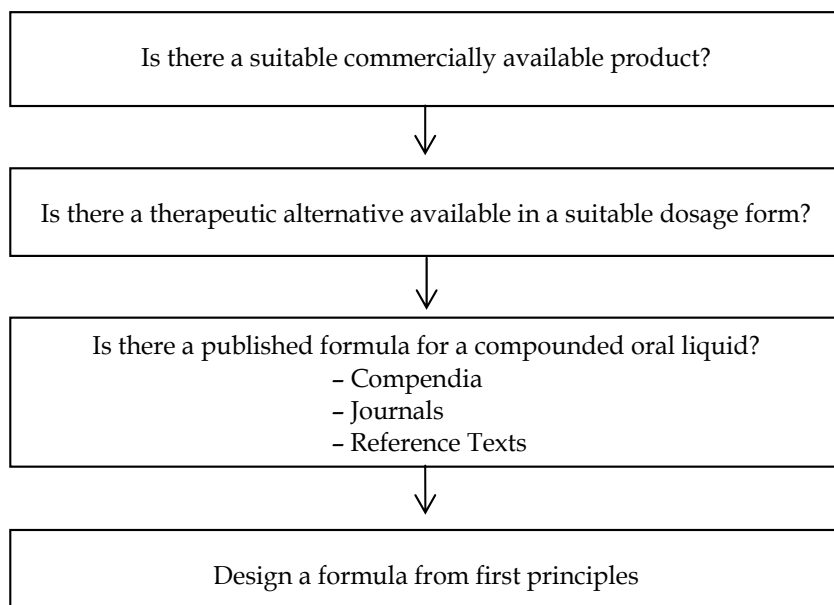 Is there a suitable commercially available product?
Is there a therapeutic alternative available in a suitable dosage form?
Is there a published formula for a compounded oral liquid?
– Compendia
– Journals
– Reference Texts
Design a formula from first principles